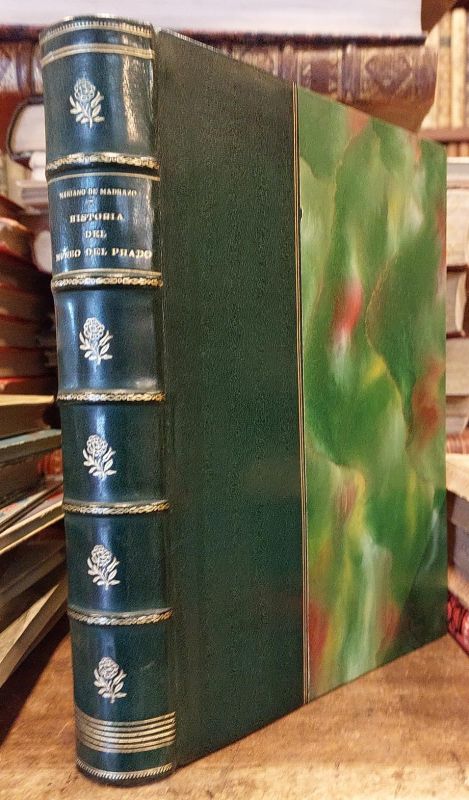 MARIANO DE MADRAZO
HISTORIA
DEL
MUSEO DEL PRADO